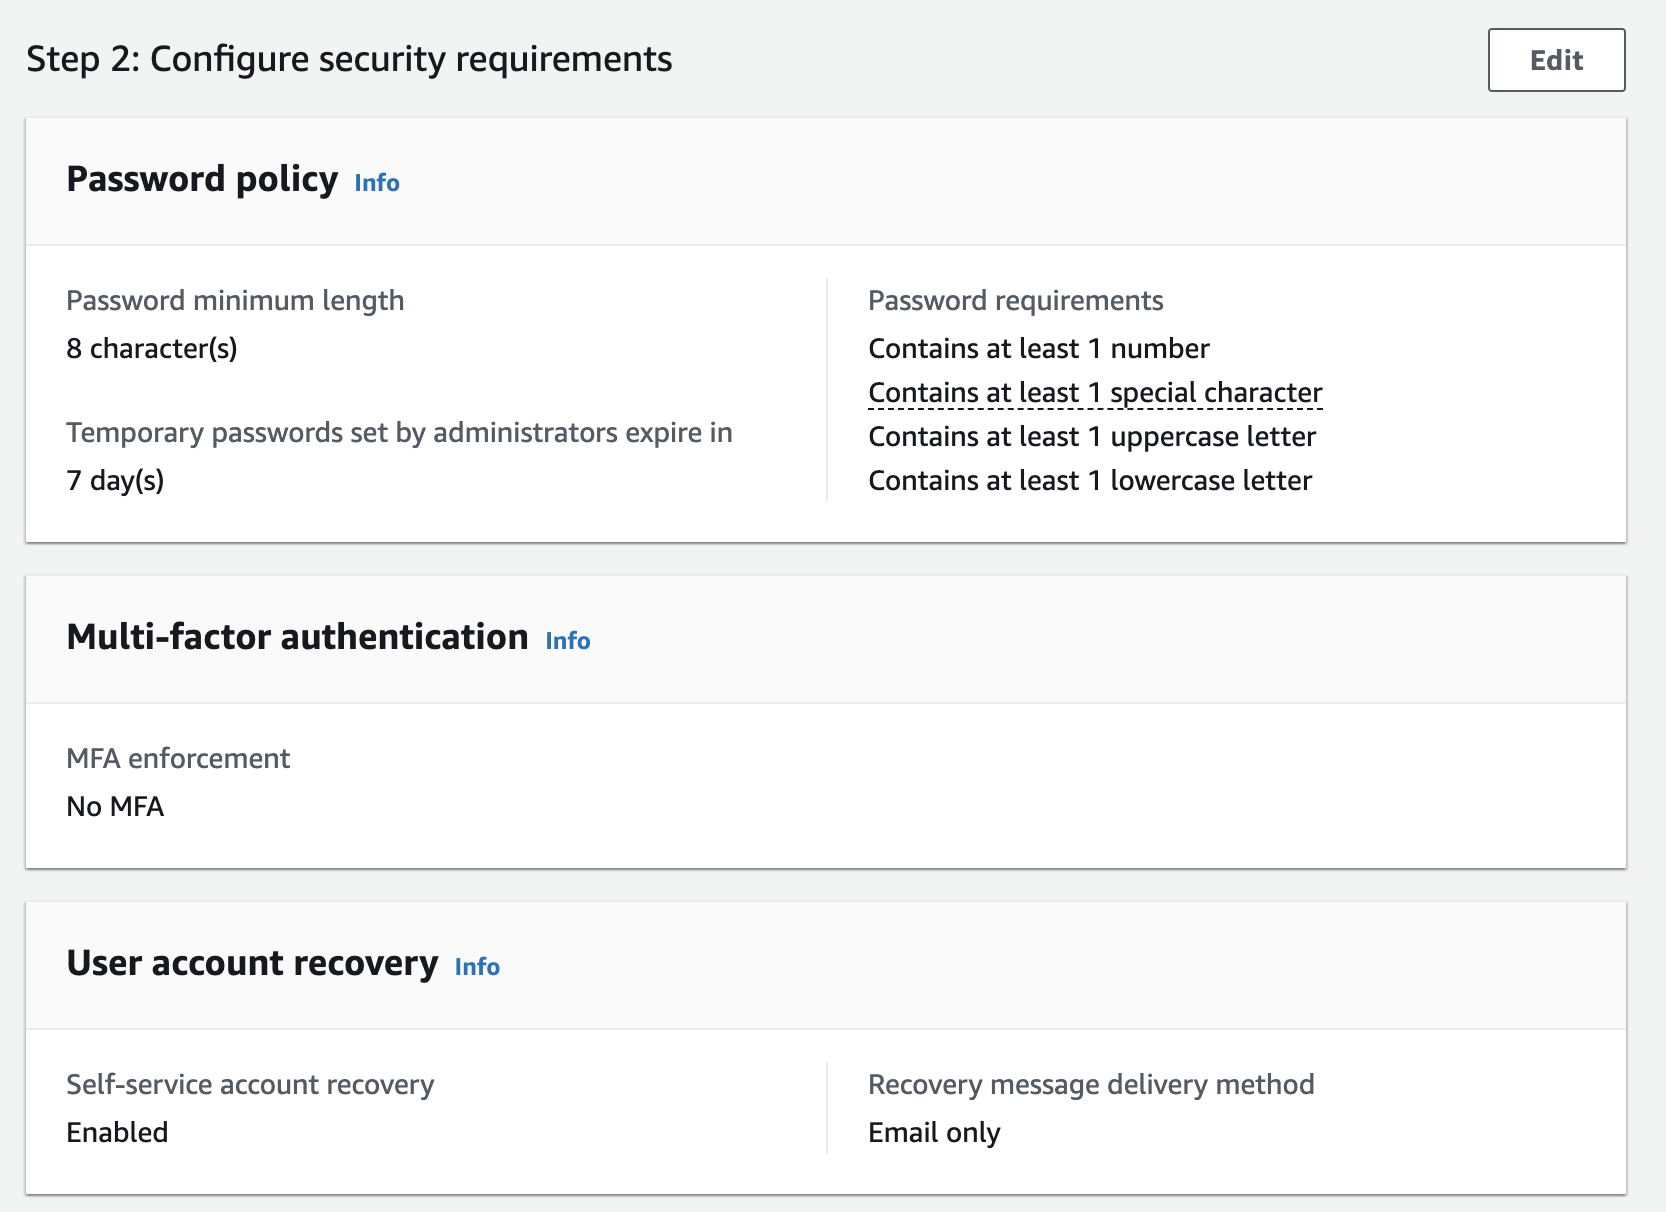 Step 2: Configure security requirements
Edit
Password policy Info
Password minimum length
8 character(s)
Temporary passwords set by administrators expire in
7 day(s)
Password requirements
Contains at least 1 number
Contains at least 1 special character
Contains at least 1 uppercase letter
Contains at least 1 lowercase letter
Multi-factor authentication Info
MFA enforcement
No MFA
User account recovery Info
Self-service account recovery
Enabled
Recovery message delivery method
Email only